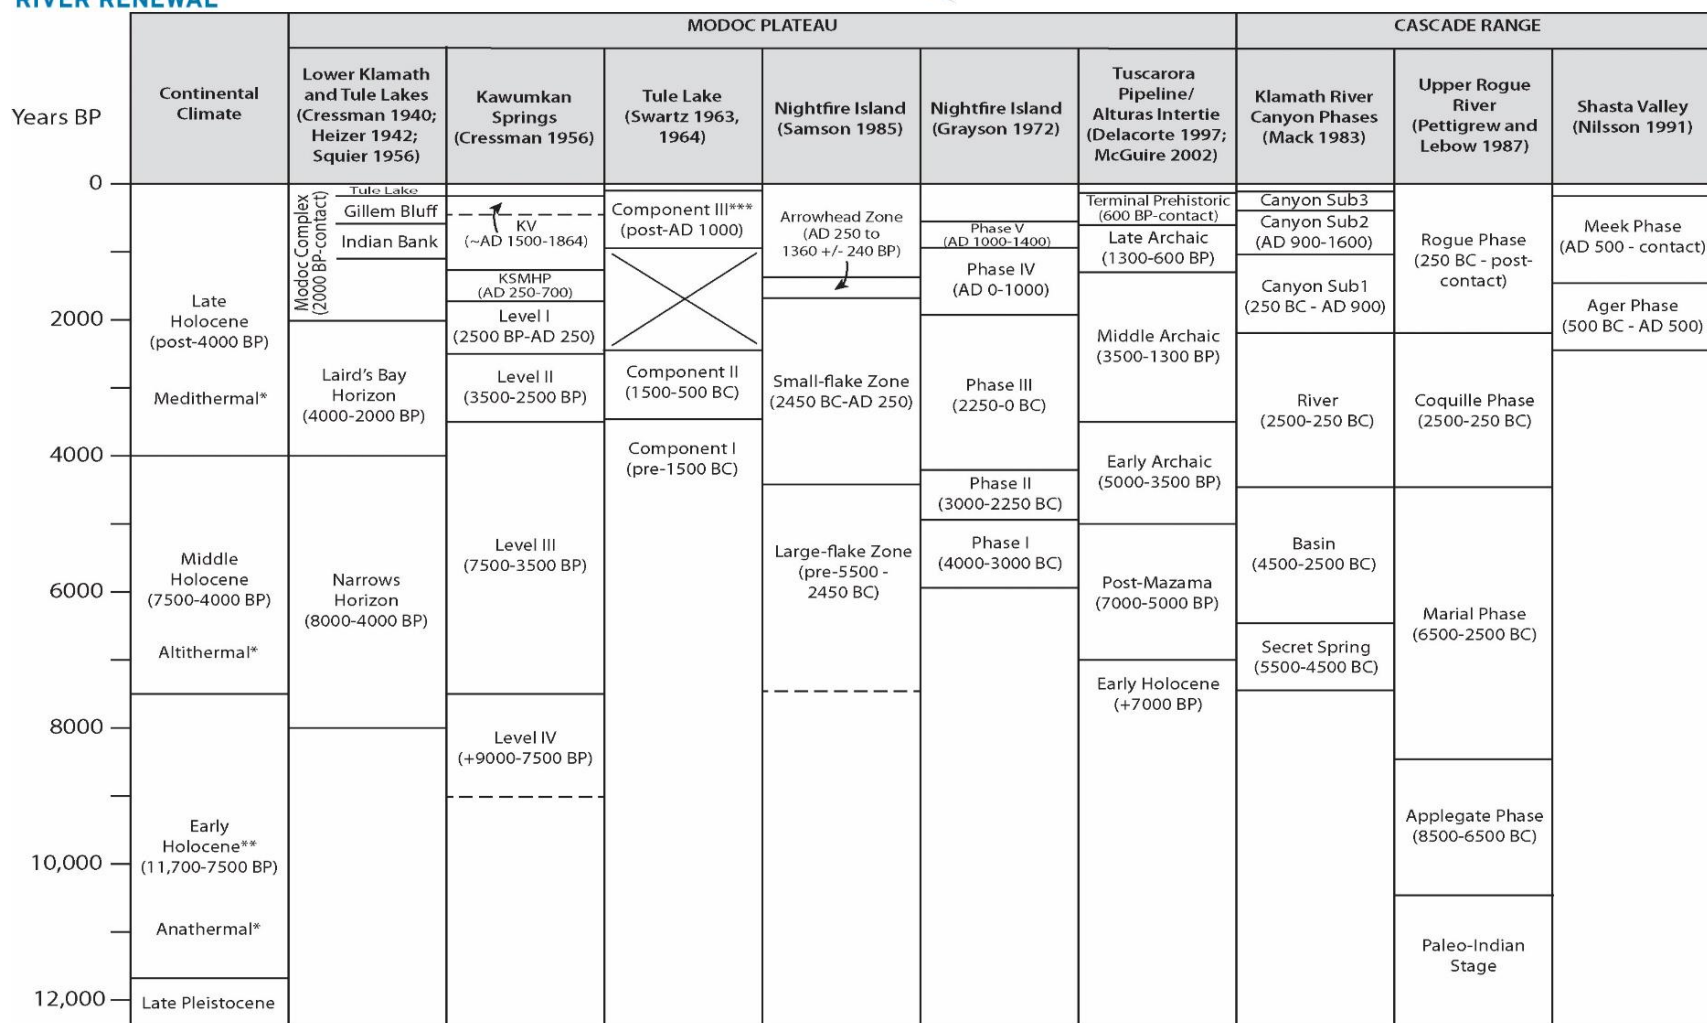 RIVER RENEWAL
MODOC PLATEAU
CASCADE RANGE
Years BP
Continental
Climate
Lower Klamath
and Tule Lakes
(Cressman 1940;
Heizer 1942;
Squier 1956)
Kawumkan
Springs
(Cressman 1956)
Tule Lake
(Swartz 1963,
1964)
Nightfire Island
(Samson 1985)
Nightfire Island
(Grayson 1972)
Tuscarora
Pipeline/
Alturas Intertie
(Delacorte 1997;
McGuire 2002)
Klamath River
Canyon Phases
(Mack 1983)
Upper Rogue
River
(Pettigrew and
Lebow 1987)
Shasta Valley
(Nilsson 1991)
0
2000
4000
6000
8000
10,000
12,000
Late
Holocene
(post-4000 BP)
Medithermal*
Middle
Holocene
(7500-4000 BP)
Altithermal*
Early
Holocene**
(11,700-7500 BP)
Anathermal*
Late Pleistocene
Modoc Complex
(2000 BP-contact)
Tule Lake
Gillem Bluff
Indian Bank
Laird's Bay
Horizon
(4000-2000 BP)
Narrows
Horizon
(8000-4000 BP)
KV
(~AD 1500-1864)
KSMHP
(AD 250-700)
Level I
(2500 BP-AD 250)
Level II
(3500-2500 BP)
Level III
(7500-3500 BP)
Level IV
(+9000-7500 BP)
Component III***
(post-AD 1000)
Component II
(1500-500 BC)
Component I
(pre-1500 BC)
Arrowhead Zone
(AD 250 to
1360 +/- 240 BP)
Small-flake Zone
(2450 BC-AD 250)
Large-flake Zone
(pre-5500 -
2450 BC)
Phase V
(AD 1000-1400)
Phase IV
(AD 0-1000)
Phase III
(2250-0 BC)
Phase II
(3000-2250 BC)
Phase I
(4000-3000 BC)
Terminal Prehistoric
(600 BP-contact)
Late Archaic
(1300-600 BP)
Middle Archaic
(3500-1300 BP)
Early Archaic
(5000-3500 BP)
Post-Mazama
(7000-5000 BP)
Early Holocene
(+7000 BP)
Canyon Sub3
Canyon Sub2
(AD 900-1600)
Canyon Sub1
(250 BC - AD 900)
River
(2500-250 BC)
Basin
(4500-2500 BC)
Secret Spring
(5500-4500 BC)
Rogue Phase
(250 BC - post-
contact)
Coquille Phase
(2500-250 BC)
Marial Phase
(6500-2500 BC)
Applegate Phase
(8500-6500 BC)
Paleo-Indian
Stage
Meek Phase
(AD 500 - contact)
Ager Phase
(500 BC - AD 500)